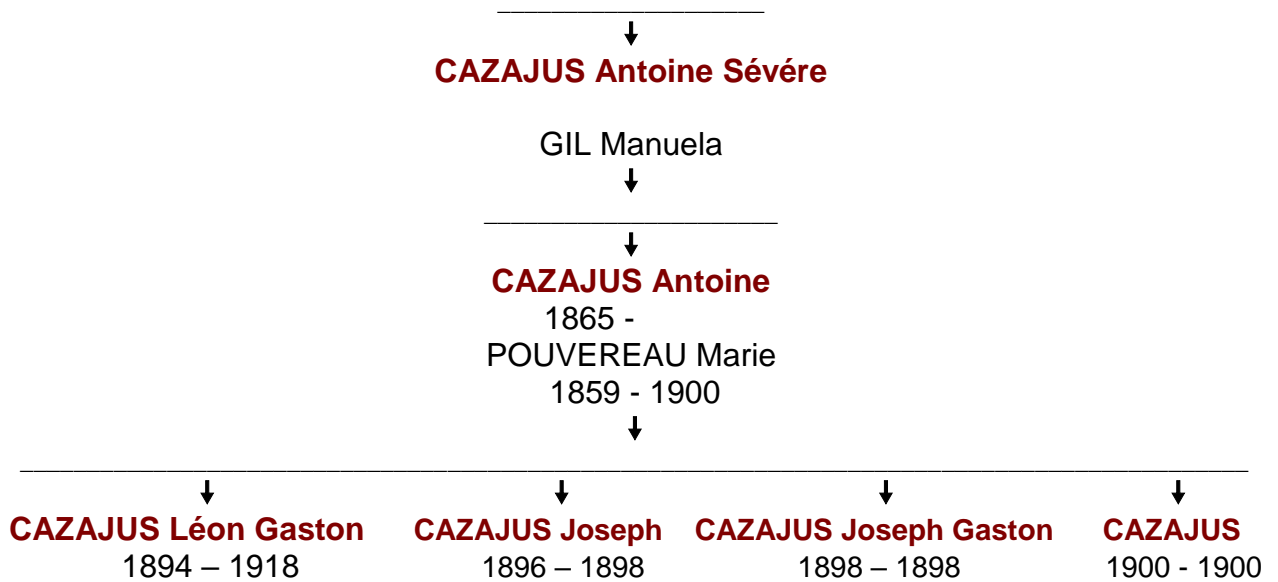 CAZAJUS Antoine Sévére
GIL Manuela
CAZAJUS Antoine
1865 -
POUVEREAU Marie
1859 - 1900
CAZAJUS Léon Gaston CAZAJUS Joseph CAZAJUS Joseph Gaston CAZAJUS
1894 – 1918 1896 – 1898 1898 – 1898 1900 - 1900